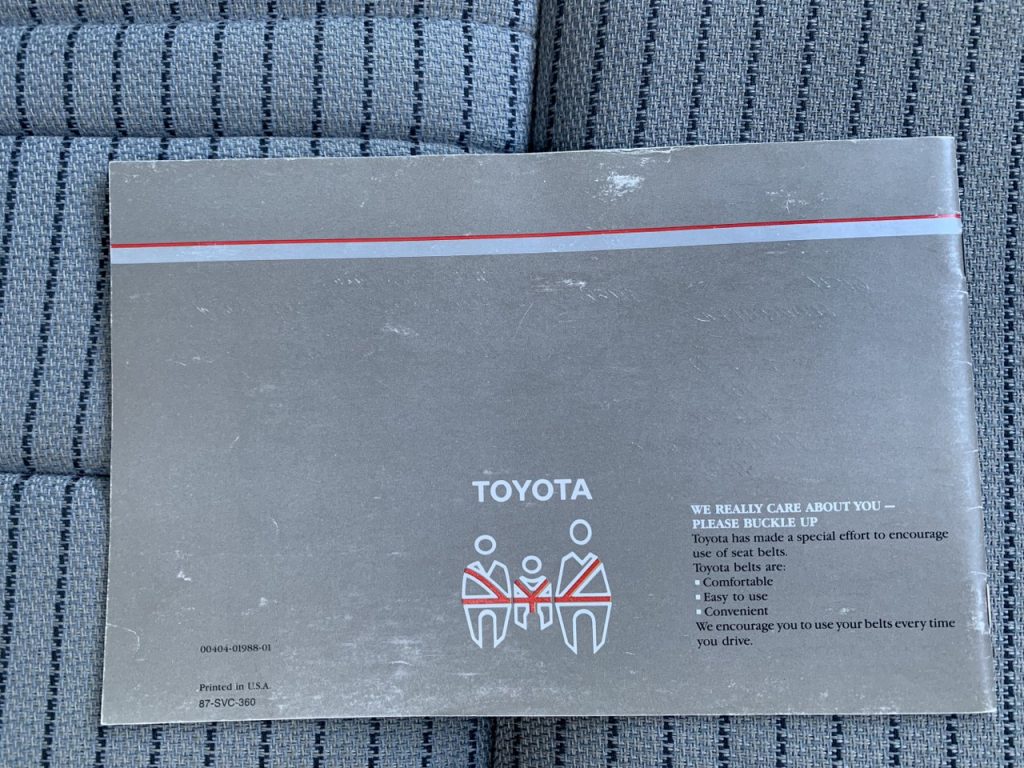 TOYOTA
WE REALLY CARE ABOUT YOU —
PLEASE BUCKLE UP
Toyota has made a special effort to encourage
use of seat belts.
Toyota belts are:
▪ Comfortable
▪ Easy to use
▪ Convenient
We encourage you to use your belts every time
you drive.
00404-01988-01
Printed in U.S.A.
87-SVC-360